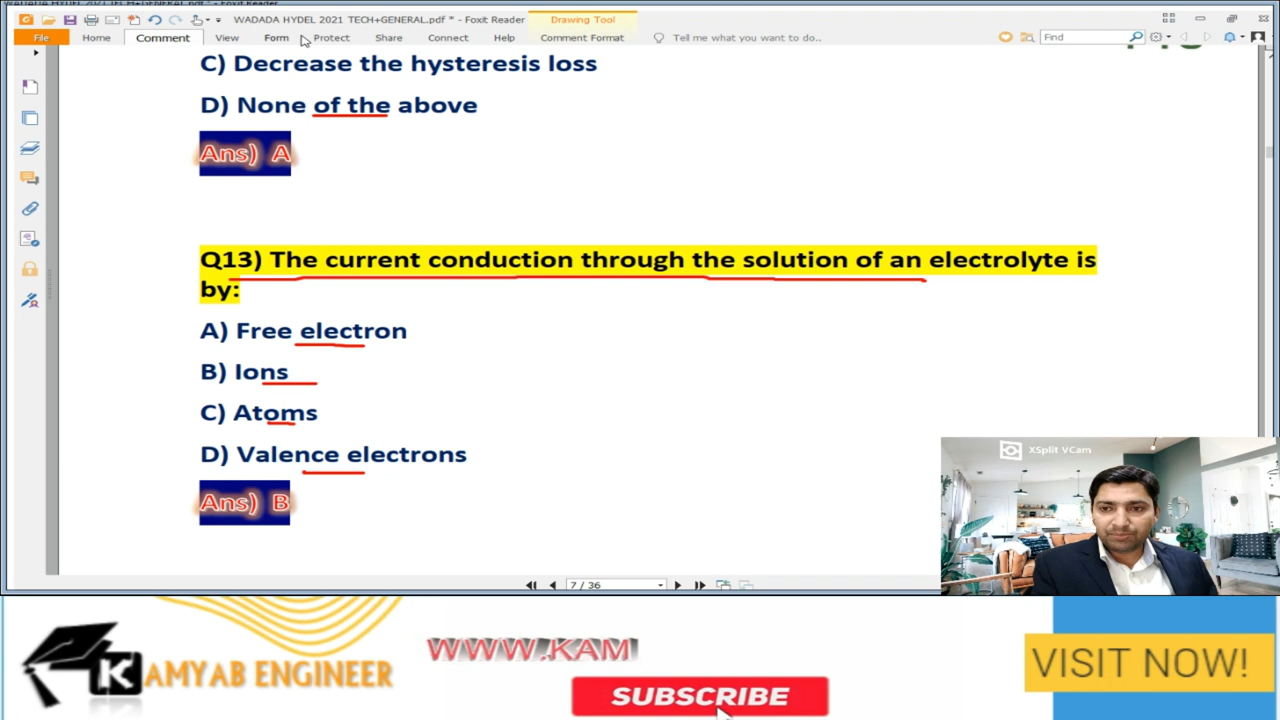 WADADA HYDEL 2021 TECH+GENERAL.pdf * - Foxit Reader
Drawing Tool
File Home Comment View Form Protect Share Connect Help Comment Format Tell me what you want to do.. Find
C) Decrease the hysteresis loss
D) None of the above
Ans) A
Q13) The current conduction through the solution of an electrolyte is
by:
A) Free electron
B) Ions
C) Atoms
D) Valence electrons
Ans) B
XSplit VCam
7 / 36
KAMYAB ENGINEER
WWW.KAM
SUBSCRIBE
VISIT NOW!